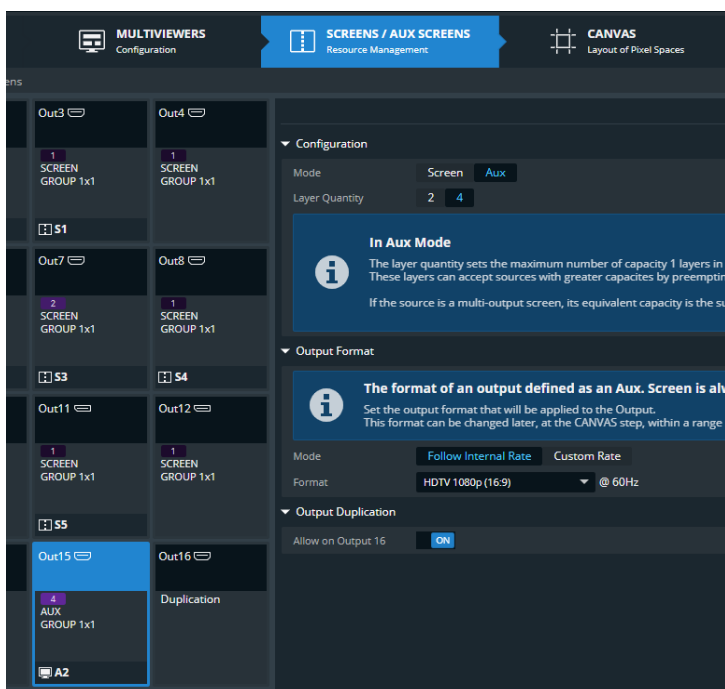 MULTIVIEWERS
Configuration
SCREENS / AUX SCREENS
Resource Management
CANVAS
Layout of Pixel Spaces
ens
Out3
1
SCREEN
GROUP 1x1
S1
Out4
1
SCREEN
GROUP 1x1
Out7
2
SCREEN
GROUP 1x1
S3
Out8
1
SCREEN
GROUP 1x1
S4
Out11
1
SCREEN
GROUP 1x1
S5
Out12
1
SCREEN
GROUP 1x1
Out15
4
AUX
GROUP 1x1
A2
Out16
Duplication
Configuration
Mode Screen Aux
Layer Quantity 2 4
In Aux Mode
The layer quantity sets the maximum number of capacity 1 layers in
These layers can accept sources with greater capacites by preemptin
If the source is a multi-output screen, its equivalent capacity is the su
Output Format
The format of an output defined as an Aux. Screen is alw
Set the output format that will be applied to the Output.
This format can be changed later, at the CANVAS step, within a range
Mode Follow Internal Rate Custom Rate
Format HDTV 1080p (16:9) @ 60Hz
Output Duplication
Allow on Output 16 ON